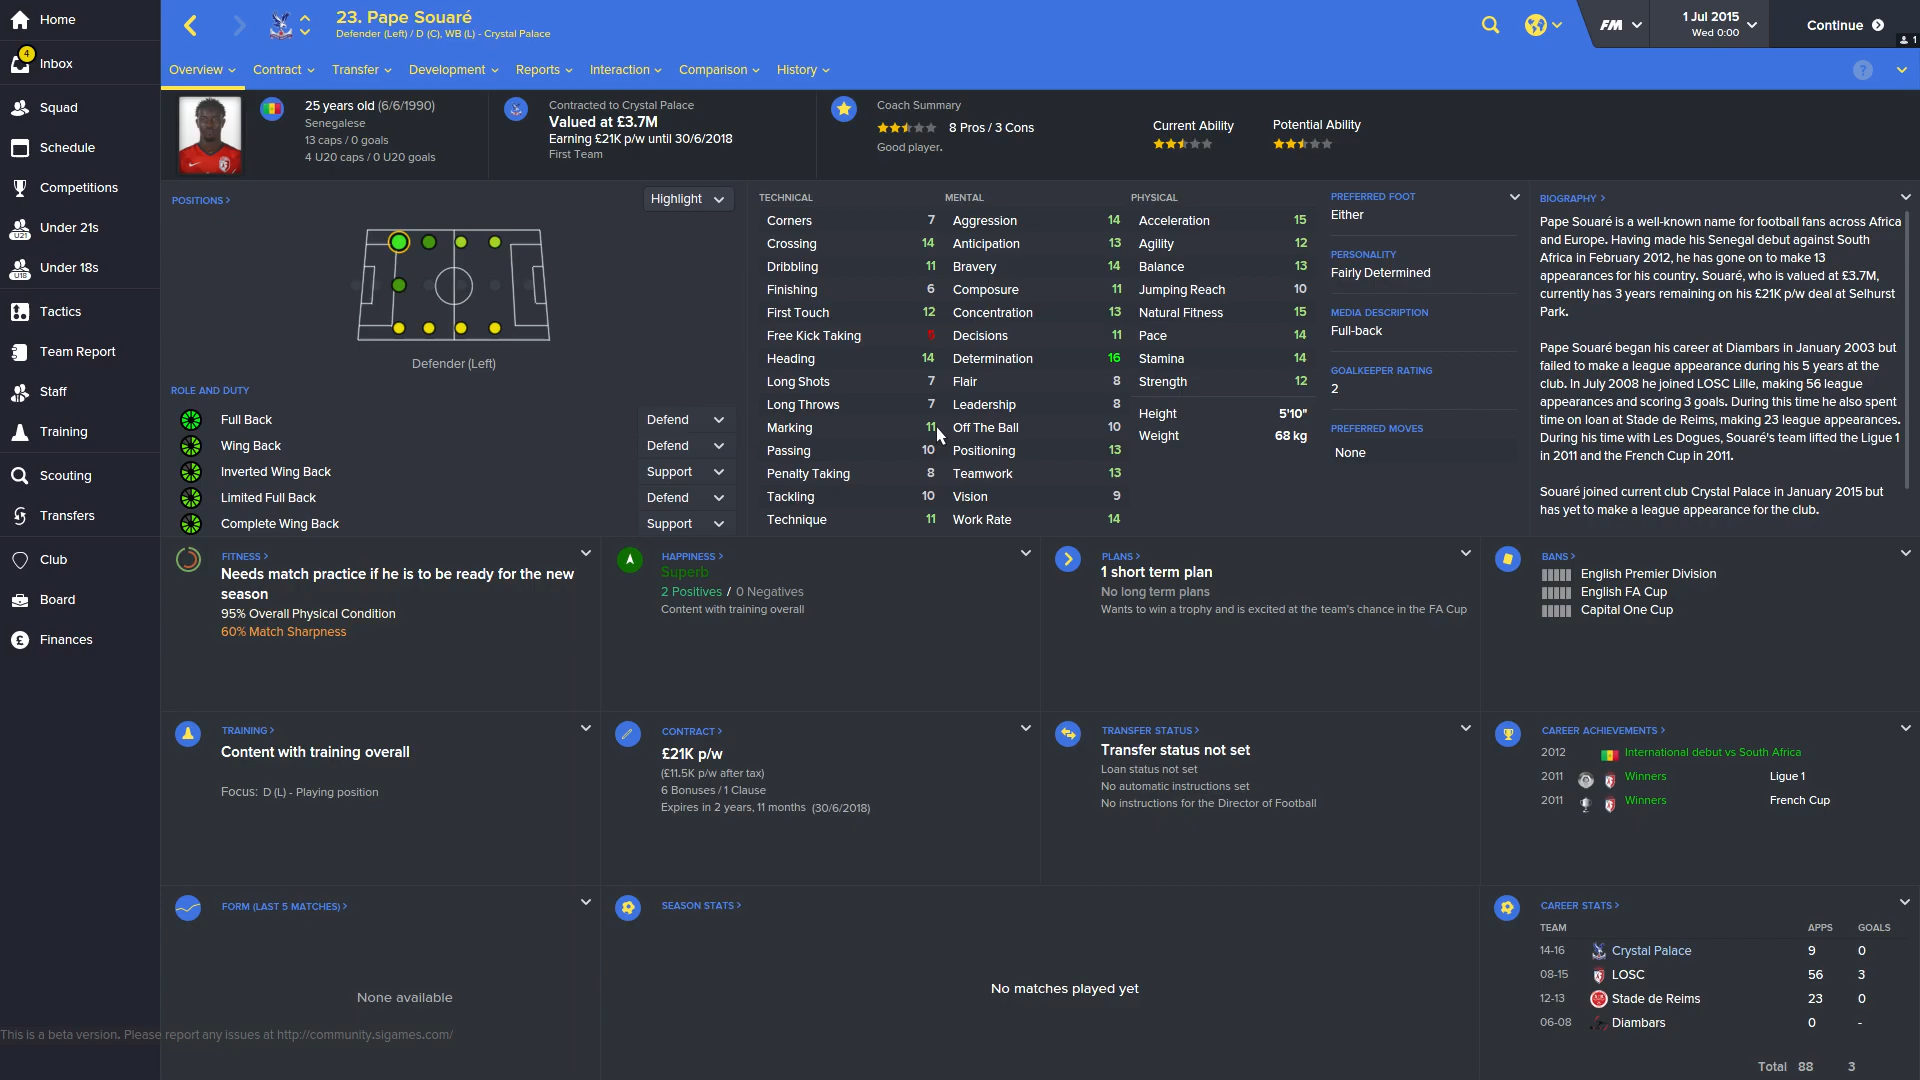 Home
4
Inbox
Squad
Schedule
Competitions
U21
Under 21s
U18
Under 18s
Tactics
Team Report
Staff
Training
Scouting
Transfers
Club
Board
£ Finances
23. Pape Souaré
Defender (Left) / D (C), WB (L) - Crystal Palace
FM
1 Jul 2015
Wed 0:00
Continue
1
Overview Contract Transfer Development Reports Interaction Comparison History
?
25 years old (6/6/1990)
Senegalese
13 caps / 0 goals
4 U20 caps / 0 U20 goals
Contracted to Crystal Palace
Valued at £3.7M
Earning £21K p/w until 30/6/2018
First Team
Coach Summary
8 Pros / 3 Cons
Good player.
Current Ability
Potential Ability
POSITIONS >
Highlight
Defender (Left)
ROLE AND DUTY
Full Back Defend
Wing Back Defend
Inverted Wing Back Support
Limited Full Back Defend
Complete Wing Back Support
TECHNICAL
Corners 7
Crossing 14
Dribbling 11
Finishing 6
First Touch 12
Free Kick Taking
Heading 14
Long Shots 7
Long Throws 7
Marking 11
Passing 10
Penalty Taking 8
Tackling 10
Technique 11
MENTAL
Aggression 14
Anticipation 13
Bravery 14
Composure 11
Concentration 13
Decisions 11
Determination 16
Flair 8
Leadership 8
Off The Ball 10
Positioning 13
Teamwork 13
Vision 9
Work Rate 14
PHYSICAL
Acceleration 15
Agility 12
Balance 13
Jumping Reach 10
Natural Fitness 15
Pace 14
Stamina 14
Strength 12
Height 5'10"
Weight 68 kg
PREFERRED FOOT
Either
PERSONALITY
Fairly Determined
MEDIA DESCRIPTION
Full-back
GOALKEEPER RATING
2
PREFERRED MOVES
None
BIOGRAPHY >
Pape Souaré is a well-known name for football fans across Africa
and Europe. Having made his Senegal debut against South
Africa in February 2012, he has gone on to make 13
appearances for his country. Souaré, who is valued at £3.7M,
currently has 3 years remaining on his £21K p/w deal at Selhurst
Park.
Pape Souaré began his career at Diambars in January 2003 but
failed to make a league appearance during his 5 years at the
club. In July 2008 he joined LOSC Lille, making 56 league
appearances and scoring 3 goals. During this time he also spent
time on loan at Stade de Reims, making 23 league appearances.
During his time with Les Dogues, Souaré's team lifted the Ligue 1
in 2011 and the French Cup in 2011.
Souaré joined current club Crystal Palace in January 2015 but
has yet to make a league appearance for the club.
FITNESS >
Needs match practice if he is to be ready for the new
season
95% Overall Physical Condition
60% Match Sharpness
HAPPINESS >
Superb
2 Positives / 0 Negatives
Content with training overall
PLANS >
1 short term plan
No long term plans
Wants to win a trophy and is excited at the team's chance in the FA Cup
BANS >
English Premier Division
English FA Cup
Capital One Cup
TRAINING >
Content with training overall
Focus: D (L) - Playing position
CONTRACT >
£21K p/w
(£11.5K p/w after tax)
6 Bonuses / 1 Clause
Expires in 2 years, 11 months (30/6/2018)
TRANSFER STATUS >
Transfer status not set
Loan status not set
No automatic instructions set
No instructions for the Director of Football
CAREER ACHIEVEMENTS >
2012 International debut vs South Africa
2011 Winners Ligue 1
2011 Winners French Cup
FORM (LAST 5 MATCHES) >
None available
SEASON STATS >
No matches played yet
CAREER STATS >
TEAM APPS GOALS
14-16 Crystal Palace 9 0
08-15 LOSC 56 3
12-13 Stade de Reims 23 0
06-08 Diambars 0 -
Total 88 3
This is a beta version. Please report any issues at http://community.sigames.com/